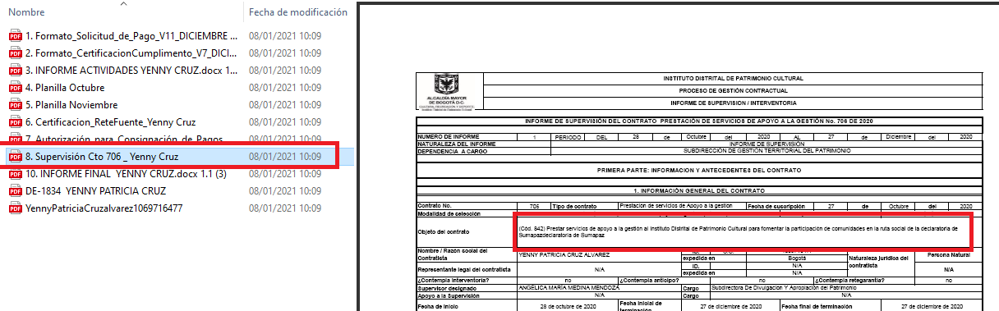 Nombre Fecha de modificación
1. Formato_Solicitud_de_Pago_V11_DICIEMBRE ... 08/01/2021 10:09
2. Formato_CertificacionCumplimento_V7_DICI... 08/01/2021 10:09
3. INFORME ACTIVIDADES YENNY CRUZ.docx 1... 08/01/2021 10:09
4. Planilla Octubre 08/01/2021 10:09
5. Planilla Noviembre 08/01/2021 10:09
6. Certificacion_ReteFuente_Yenny Cruz 08/01/2021 10:09
7. Autorización_para_Consignación_de_Pagos 08/01/2021 10:09
8. Supervisión Cto 706 _ Yenny Cruz 08/01/2021 10:09
10. INFORME FINAL YENNY CRUZ.docx 1.1 (3) 08/01/2021 10:09
DE-1834 YENNY PATRICIA CRUZ 08/01/2021 10:09
YennyPatriciaCruzalvarez1069716477 08/01/2021 10:09
ALCALDÍA MAYOR
DE BOGOTÁ D.C.
INSTITUTO DISTRITAL DE PATRIMONIO CULTURAL
PROCESO DE GESTIÓN CONTRACTUAL
INFORME DE SUPERVISION / INTERVENTORIA
INFORME DE SUPERVISIÓN DEL CONTRATO PRESTACIÓN DE SERVICIOS DE APOYO A LA GESTIÓN No. 706 DE 2020
NUMERO DE INFORME 1 PERIODO DEL 28 de Octubre del 2020 AL 27 de Diciembre del 2020
NATURALEZA DEL INFORME INFORME DE SUPERVISIÓN
DEPENDENCIA A CARGO SUBDIRECCIÓN DE GESTIÓN TERRITORIAL DEL PATRIMONIO
PRIMERA PARTE: INFORMACION Y ANTECEDENTES DEL CONTRATO
1. INFORMACIÓN GENERAL DEL CONTRATO
Contrato No. 706 Tipo de contrato Prestación de servicios de Apoyo a la gestión Fecha de suscripción 27 de Octubre del 2020
Modalidad de selección
Objeto del contrato (Cód. 842) Prestar servicios de apoyo a la gestión al Instituto Distrital de Patrimonio Cultural para fomentar la participación de comunidades en la ruta social de la declaratoria de
Sumapazdeclaratoria de Sumapaz
Nombre / Razón social del
Contratista YENNY PATRICIA CRUZ ALVAREZ expedida en Bogotá Naturaleza jurídica del
contratista Persona Natural
Representante legal del contratista N/A ID. N/A
expedida en N/A N/A
¿Contempla interventoría? no ¿Contempla anticipo? no ¿Contempla retegarantía? no
Supervisor designado ANGÉLICA MARÍA MEDINA MENDOZA Cargo Subdirectora De Divulgación Y Apropiación del Patrimonio
Apoyo a la Supervisión N/A Cargo N/A
Fecha de inicio 28 de octubre de 2020 Fecha inicial de
terminación 27 de diciembre de 2020 Fecha final de terminación 27 de diciembre de 2020